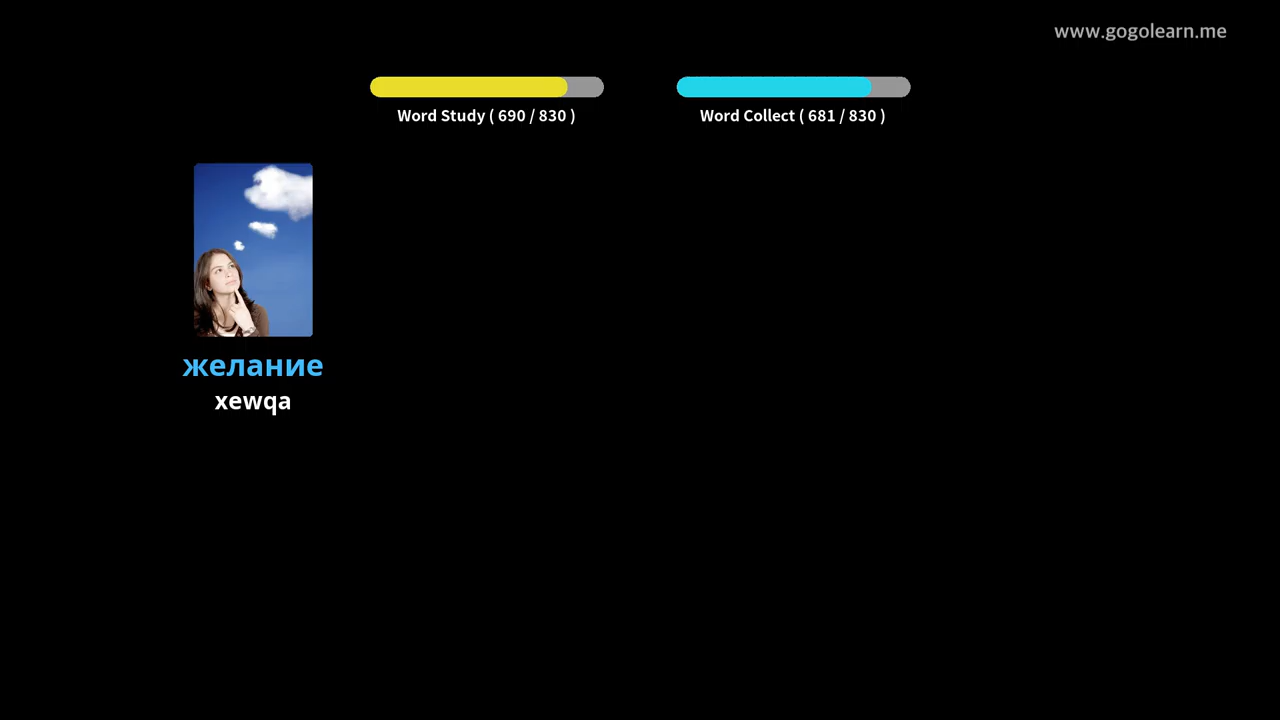 www.gogolearn.me
Word Study ( 690 / 830 )
Word Collect ( 681 / 830 )
желание
xewqa